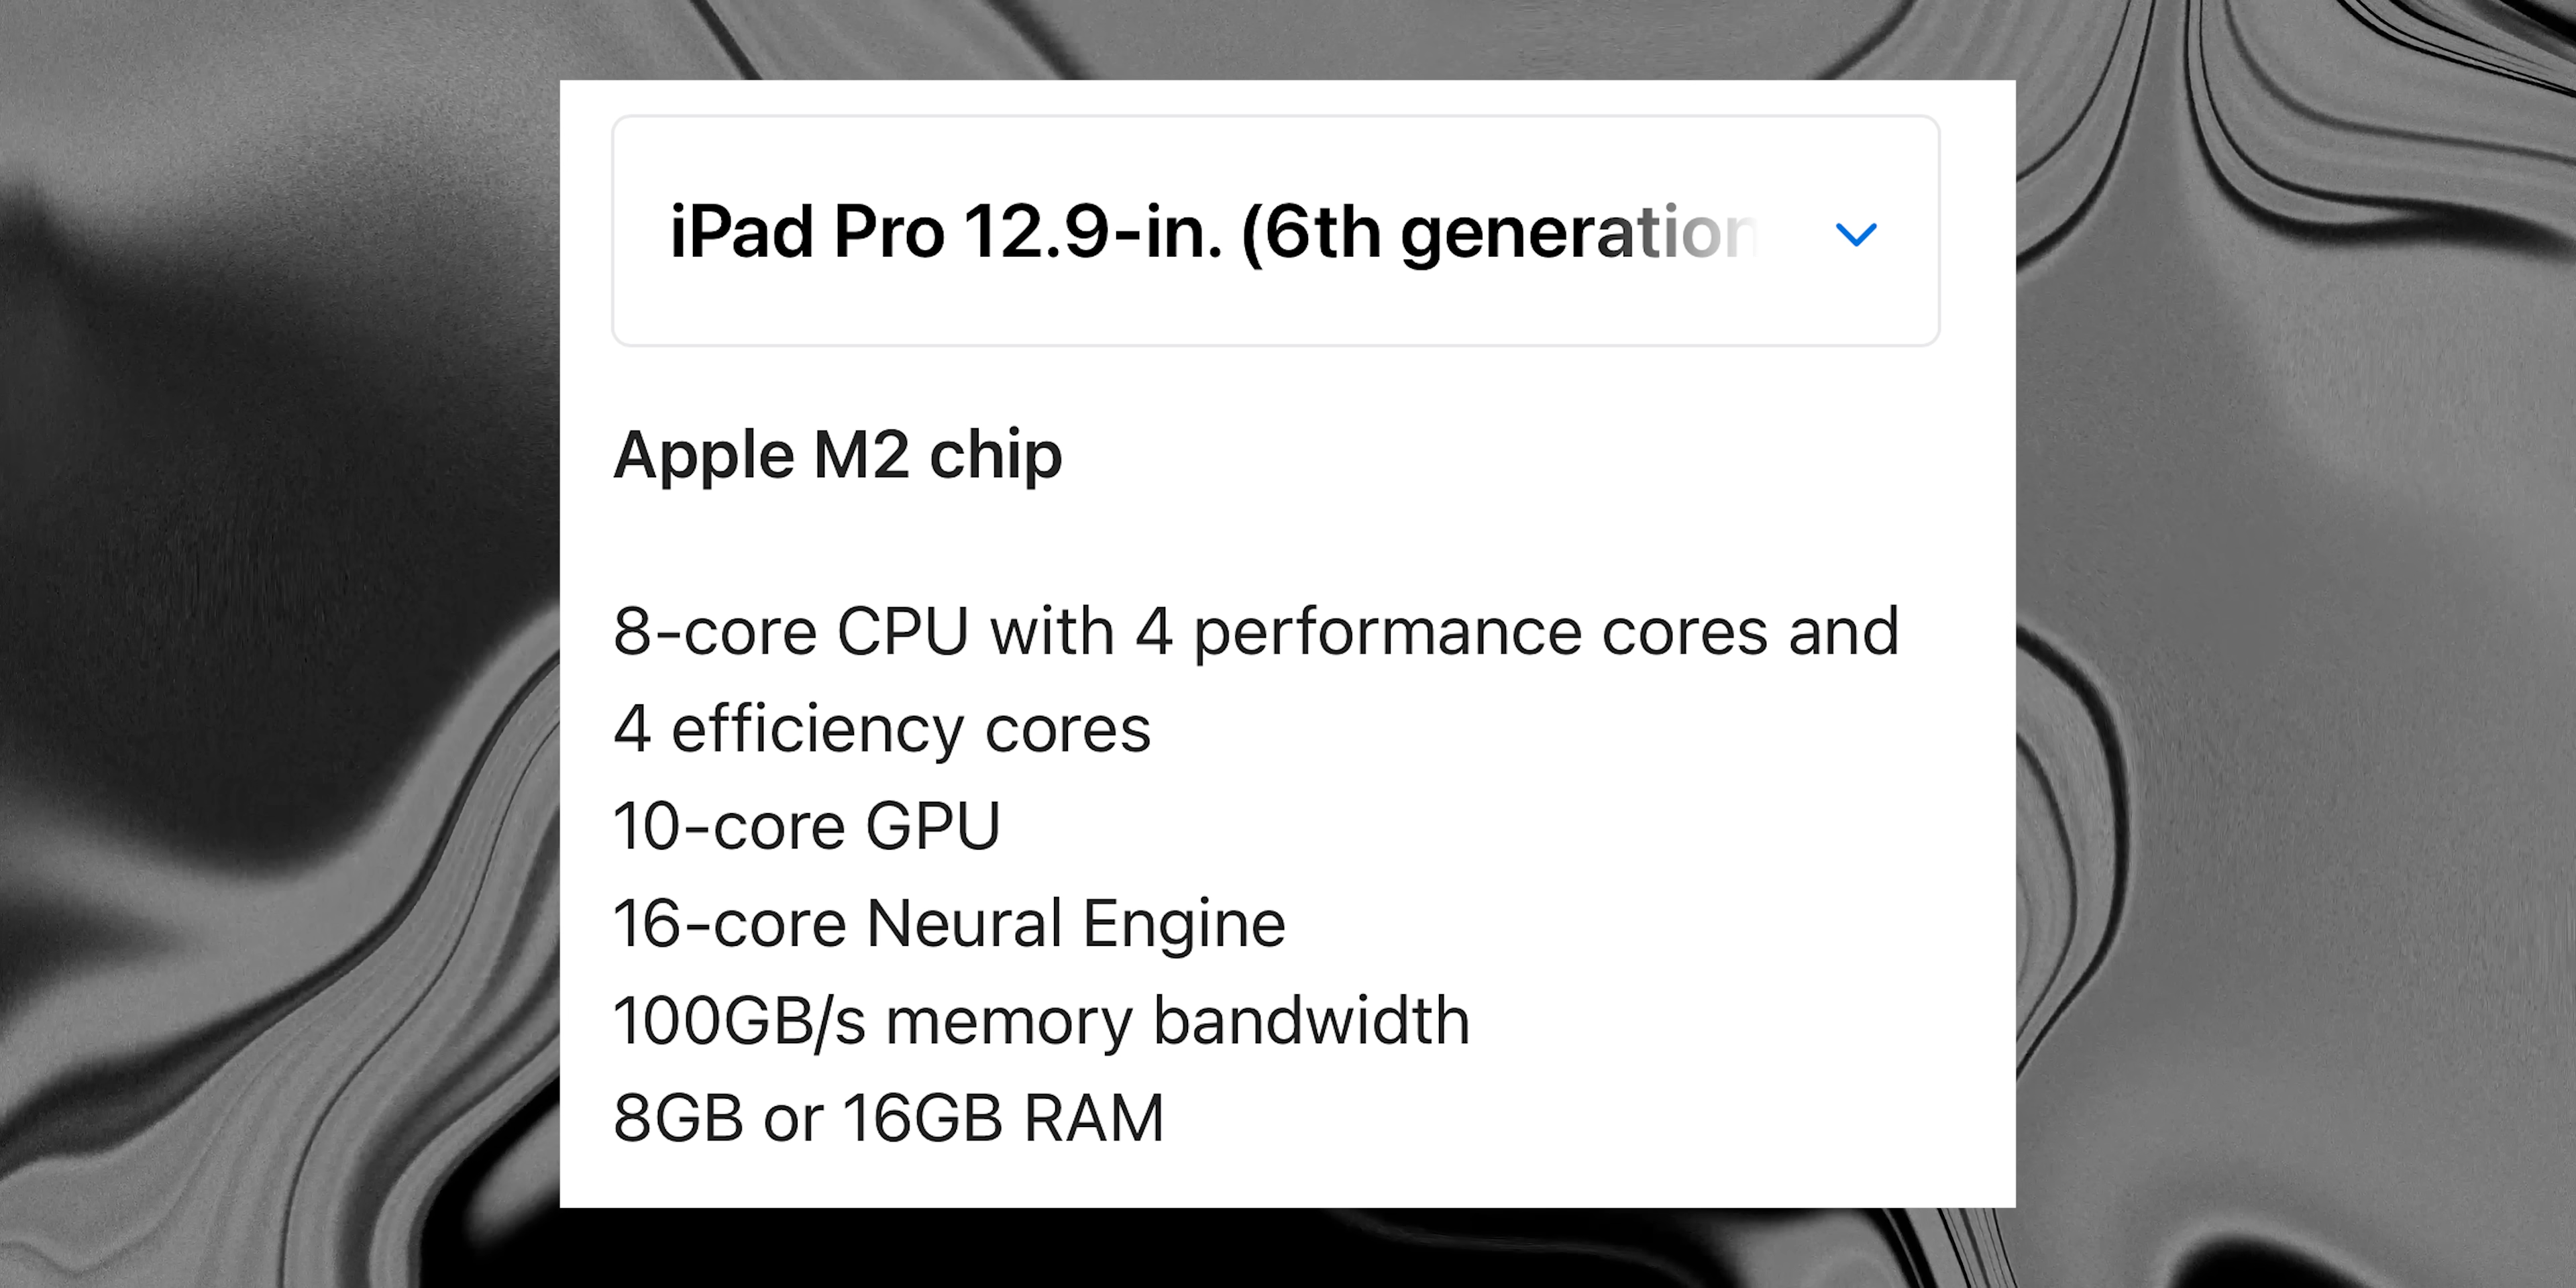 iPad Pro 12.9-in. (6th generation
Apple M2 chip
8-core CPU with 4 performance cores and
4 efficiency cores
10-core GPU
16-core Neural Engine
100GB/s memory bandwidth
8GB or 16GB RAM